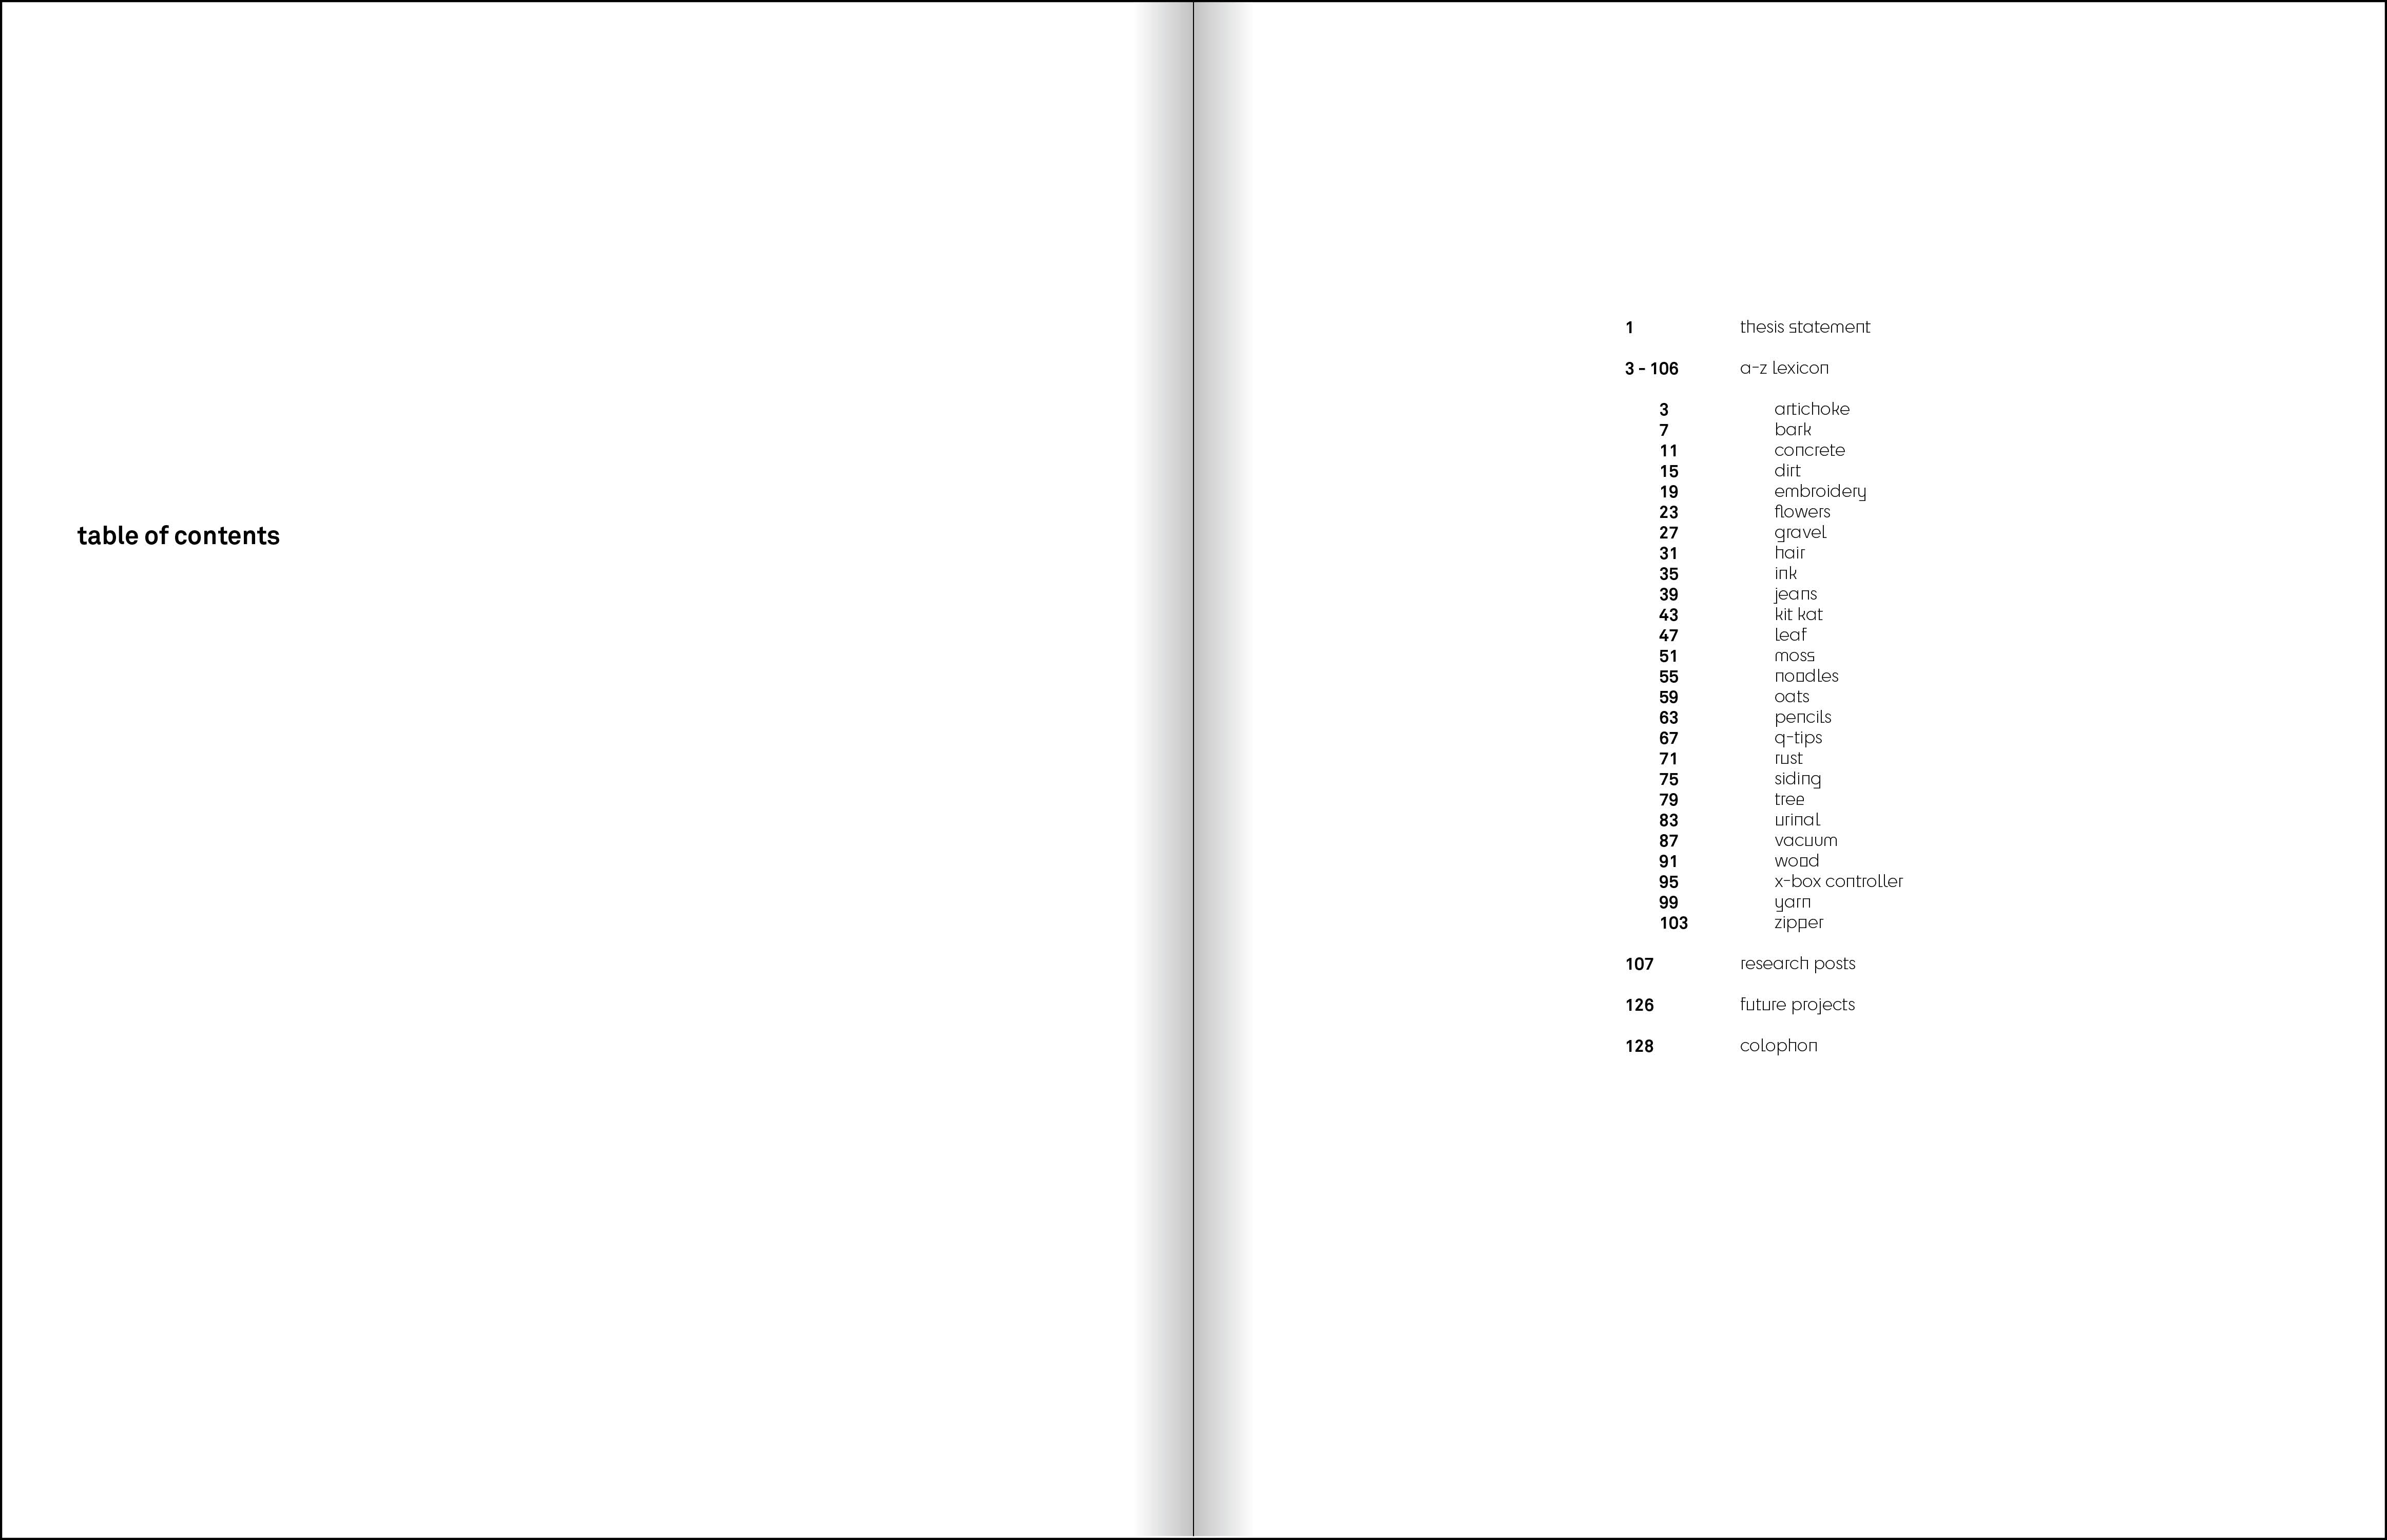 table of contents
1 thesis statement
3 - 106 a-z lexicon
3 artichoke
7 bark
11 concrete
15 dirt
19 embroidery
23 flowers
27 gravel
31 hair
35 ink
39 jeans
43 kit kat
47 leaf
51 moss
55 noodles
59 oats
63 pencils
67 q-tips
71 rust
75 siding
79 tree
83 urinal
87 vacuum
91 wood
95 x-box controller
99 yarn
103 zipper
107 research posts
126 future projects
128 colophon